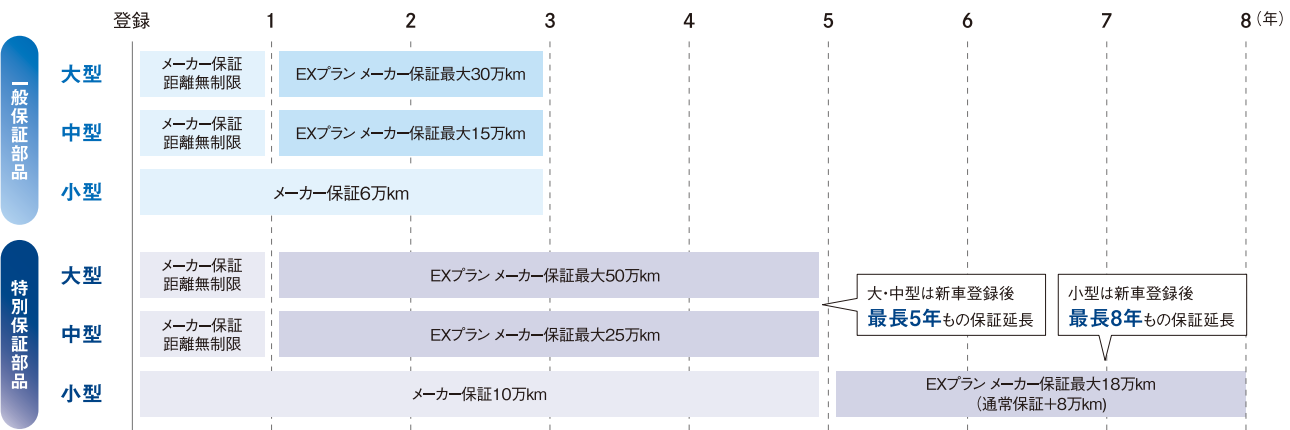 登録 1 2 3 4 5 6 7 8（年）
一般保証部品
大型
メーカー保証
距離無制限
EXプラン メーカー保証最大30万km
中型
メーカー保証
距離無制限
EXプラン メーカー保証最大15万km
小型
メーカー保証6万km
特別保証部品
大型
メーカー保証
距離無制限
EXプラン メーカー保証最大50万km
中型
メーカー保証
距離無制限
EXプラン メーカー保証最大25万km
小型
メーカー保証10万km
EXプラン メーカー保証最大18万km
（通常保証＋8万km）
大・中型は新車登録後
最長5年もの保証延長
小型は新車登録後
最長8年もの保証延長